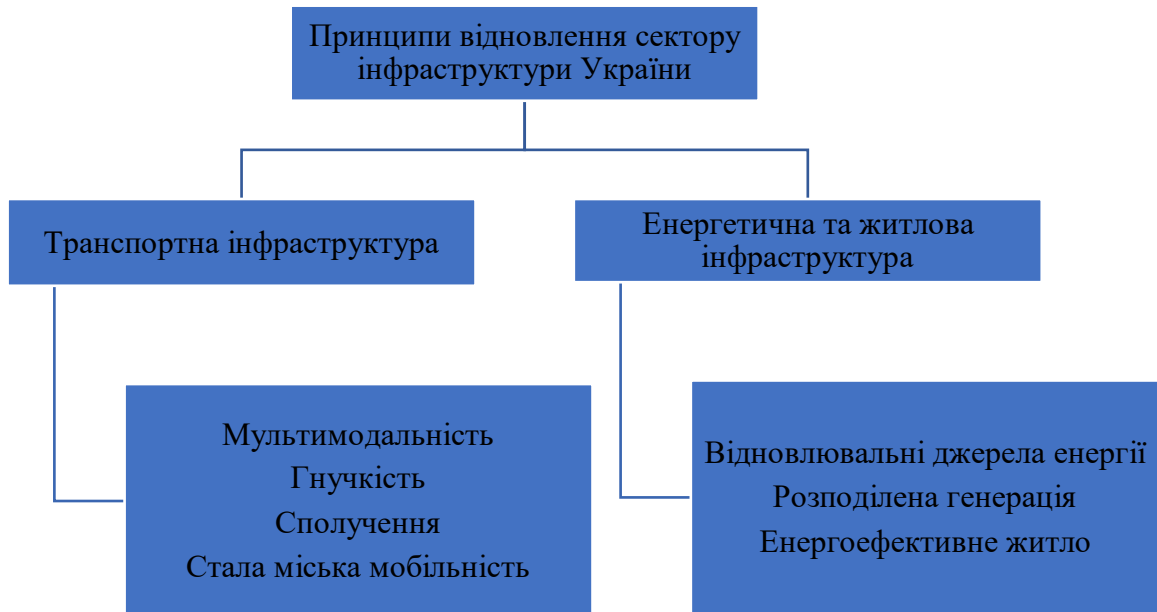 Принципи відновлення сектору
інфраструктури України
Транспортна інфраструктура
Енергетична та житлова
інфраструктура
Мультимодальність
Гнучкість
Сполучення
Стала міська мобільність
Відновлювальні джерела енергії
Розподілена генерація
Енергоефективне житло